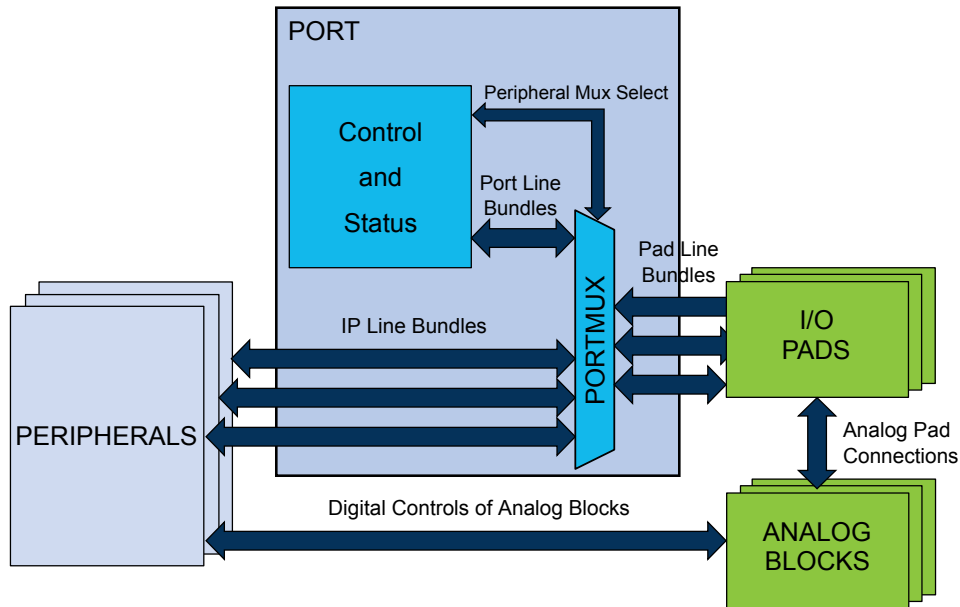 PORT
Peripheral Mux Select
Control
and
Status
Port Line
Bundles
Pad Line
Bundles
PORTMUX
I/O
PADS
IP Line Bundles
PERIPHERALS
Analog Pad
Connections
Digital Controls of Analog Blocks
ANALOG
BLOCKS